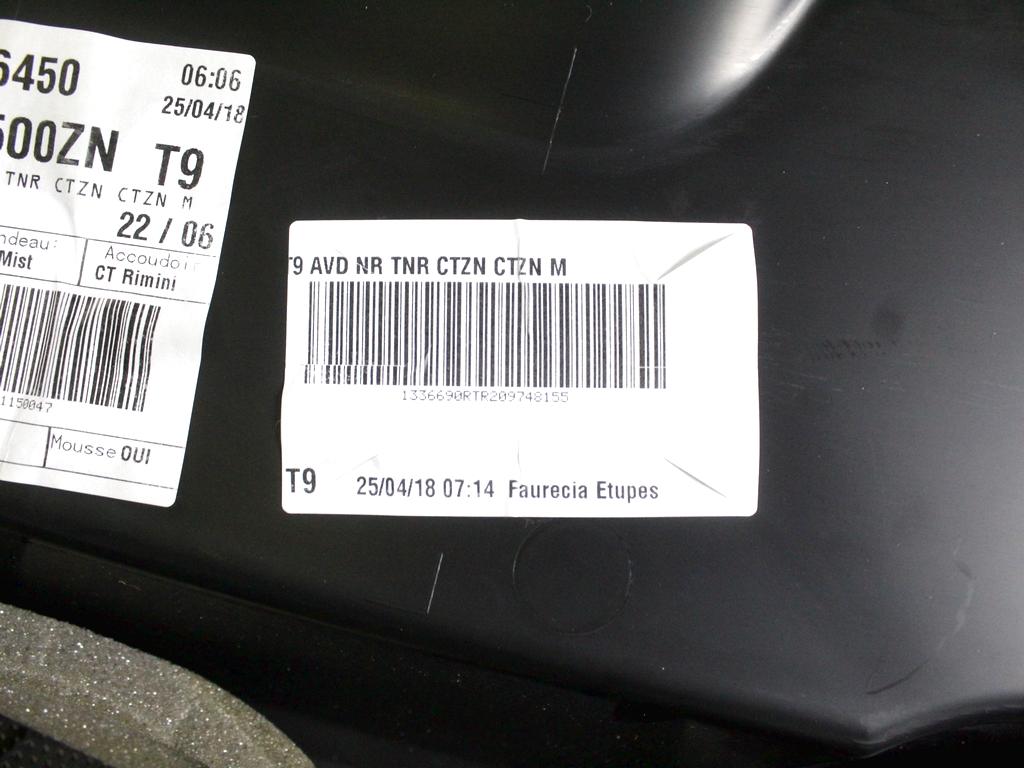 6450
06:06
25/04/18
500ZN T9
TNR CTZN CTZN M
22 / 06
ndeau:
Mist
Accoudoir
CT Rimini
1150047
Mousse OUI
T9 AVD NR TNR CTZN CTZN M
1336690RTR209748155
T9 25/04/18 07:14 Faurecia Etupes